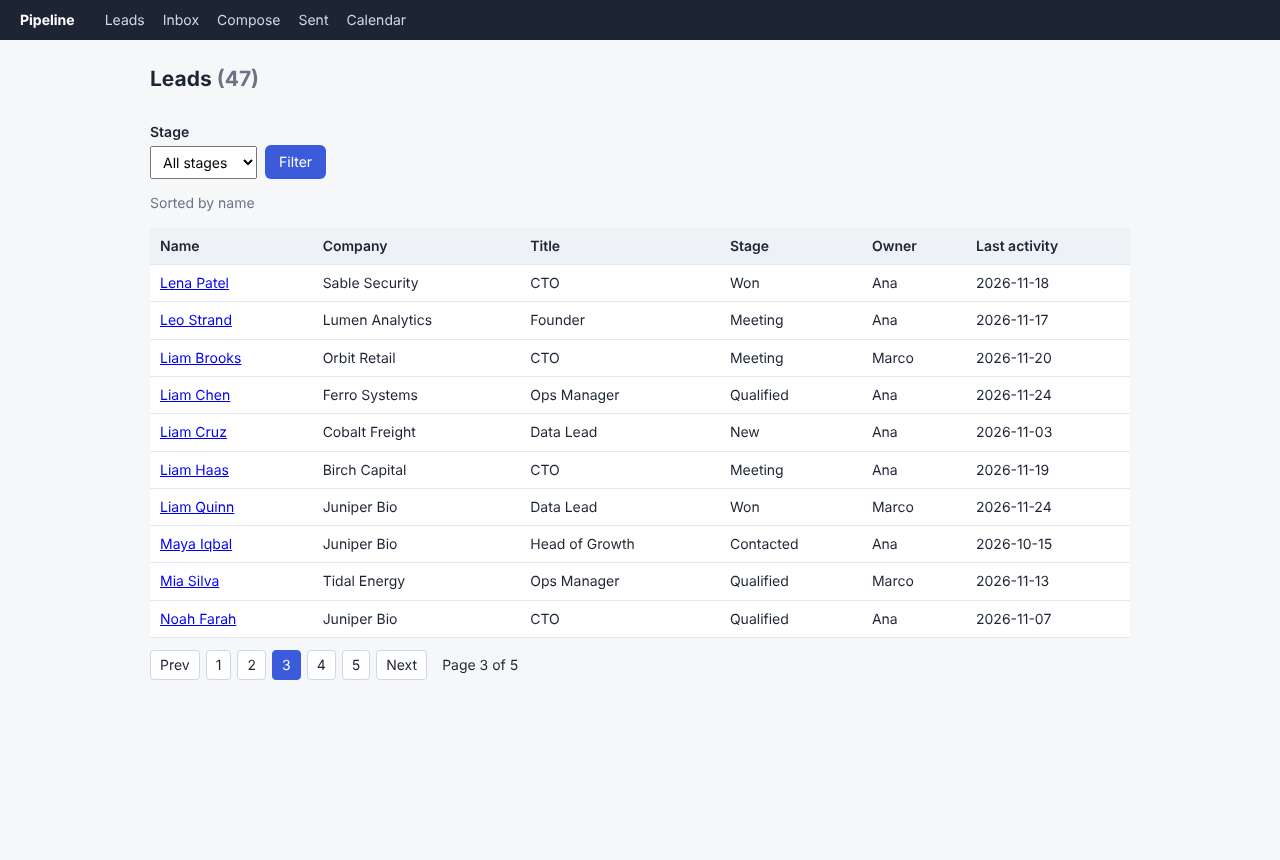 Pipeline Leads Inbox Compose Sent Calendar
Leads (47)
Stage
All stages Filter
Sorted by name
Name Company Title Stage Owner Last activity
Lena Patel Sable Security CTO Won Ana 2026-11-18
Leo Strand Lumen Analytics Founder Meeting Ana 2026-11-17
Liam Brooks Orbit Retail CTO Meeting Marco 2026-11-20
Liam Chen Ferro Systems Ops Manager Qualified Ana 2026-11-24
Liam Cruz Cobalt Freight Data Lead New Ana 2026-11-03
Liam Haas Birch Capital CTO Meeting Ana 2026-11-19
Liam Quinn Juniper Bio Data Lead Won Marco 2026-11-24
Maya Iqbal Juniper Bio Head of Growth Contacted Ana 2026-10-15
Mia Silva Tidal Energy Ops Manager Qualified Marco 2026-11-13
Noah Farah Juniper Bio CTO Qualified Ana 2026-11-07
Prev 1 2 3 4 5 Next Page 3 of 5